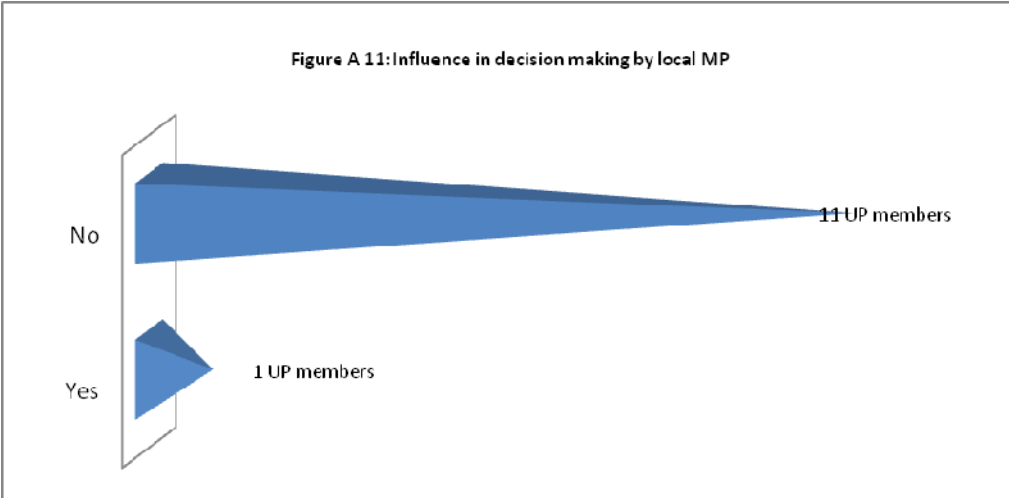 Figure A 11: Influence in decision making by local MP
No
11 UP members
Yes
1 UP members